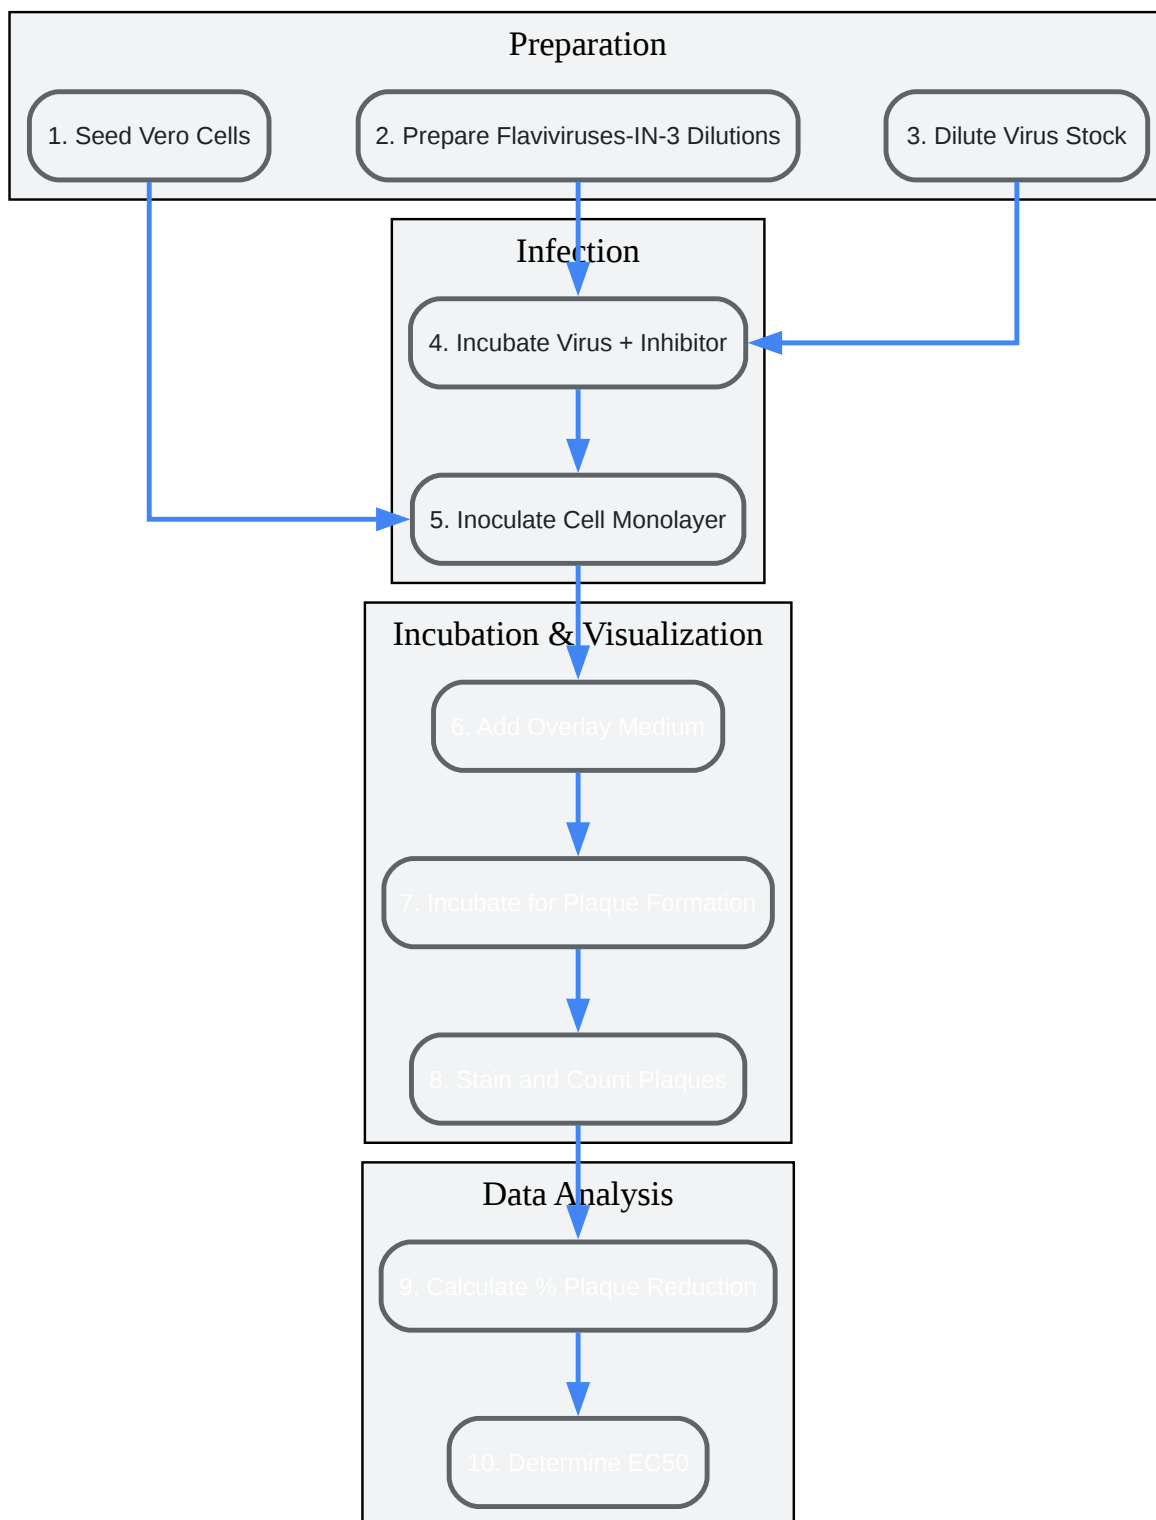 Preparation
1. Seed Vero Cells
2. Prepare Flaviviruses-IN-3 Dilutions
3. Dilute Virus Stock
Infection
4. Incubate Virus + Inhibitor
5. Inoculate Cell Monolayer
Incubation & Visualization
6. Add Overlay Medium
7. Incubate for Plaque Formation
8. Stain and Count Plaques
Data Analysis
9. Calculate % Plaque Reduction
10. Determine EC50